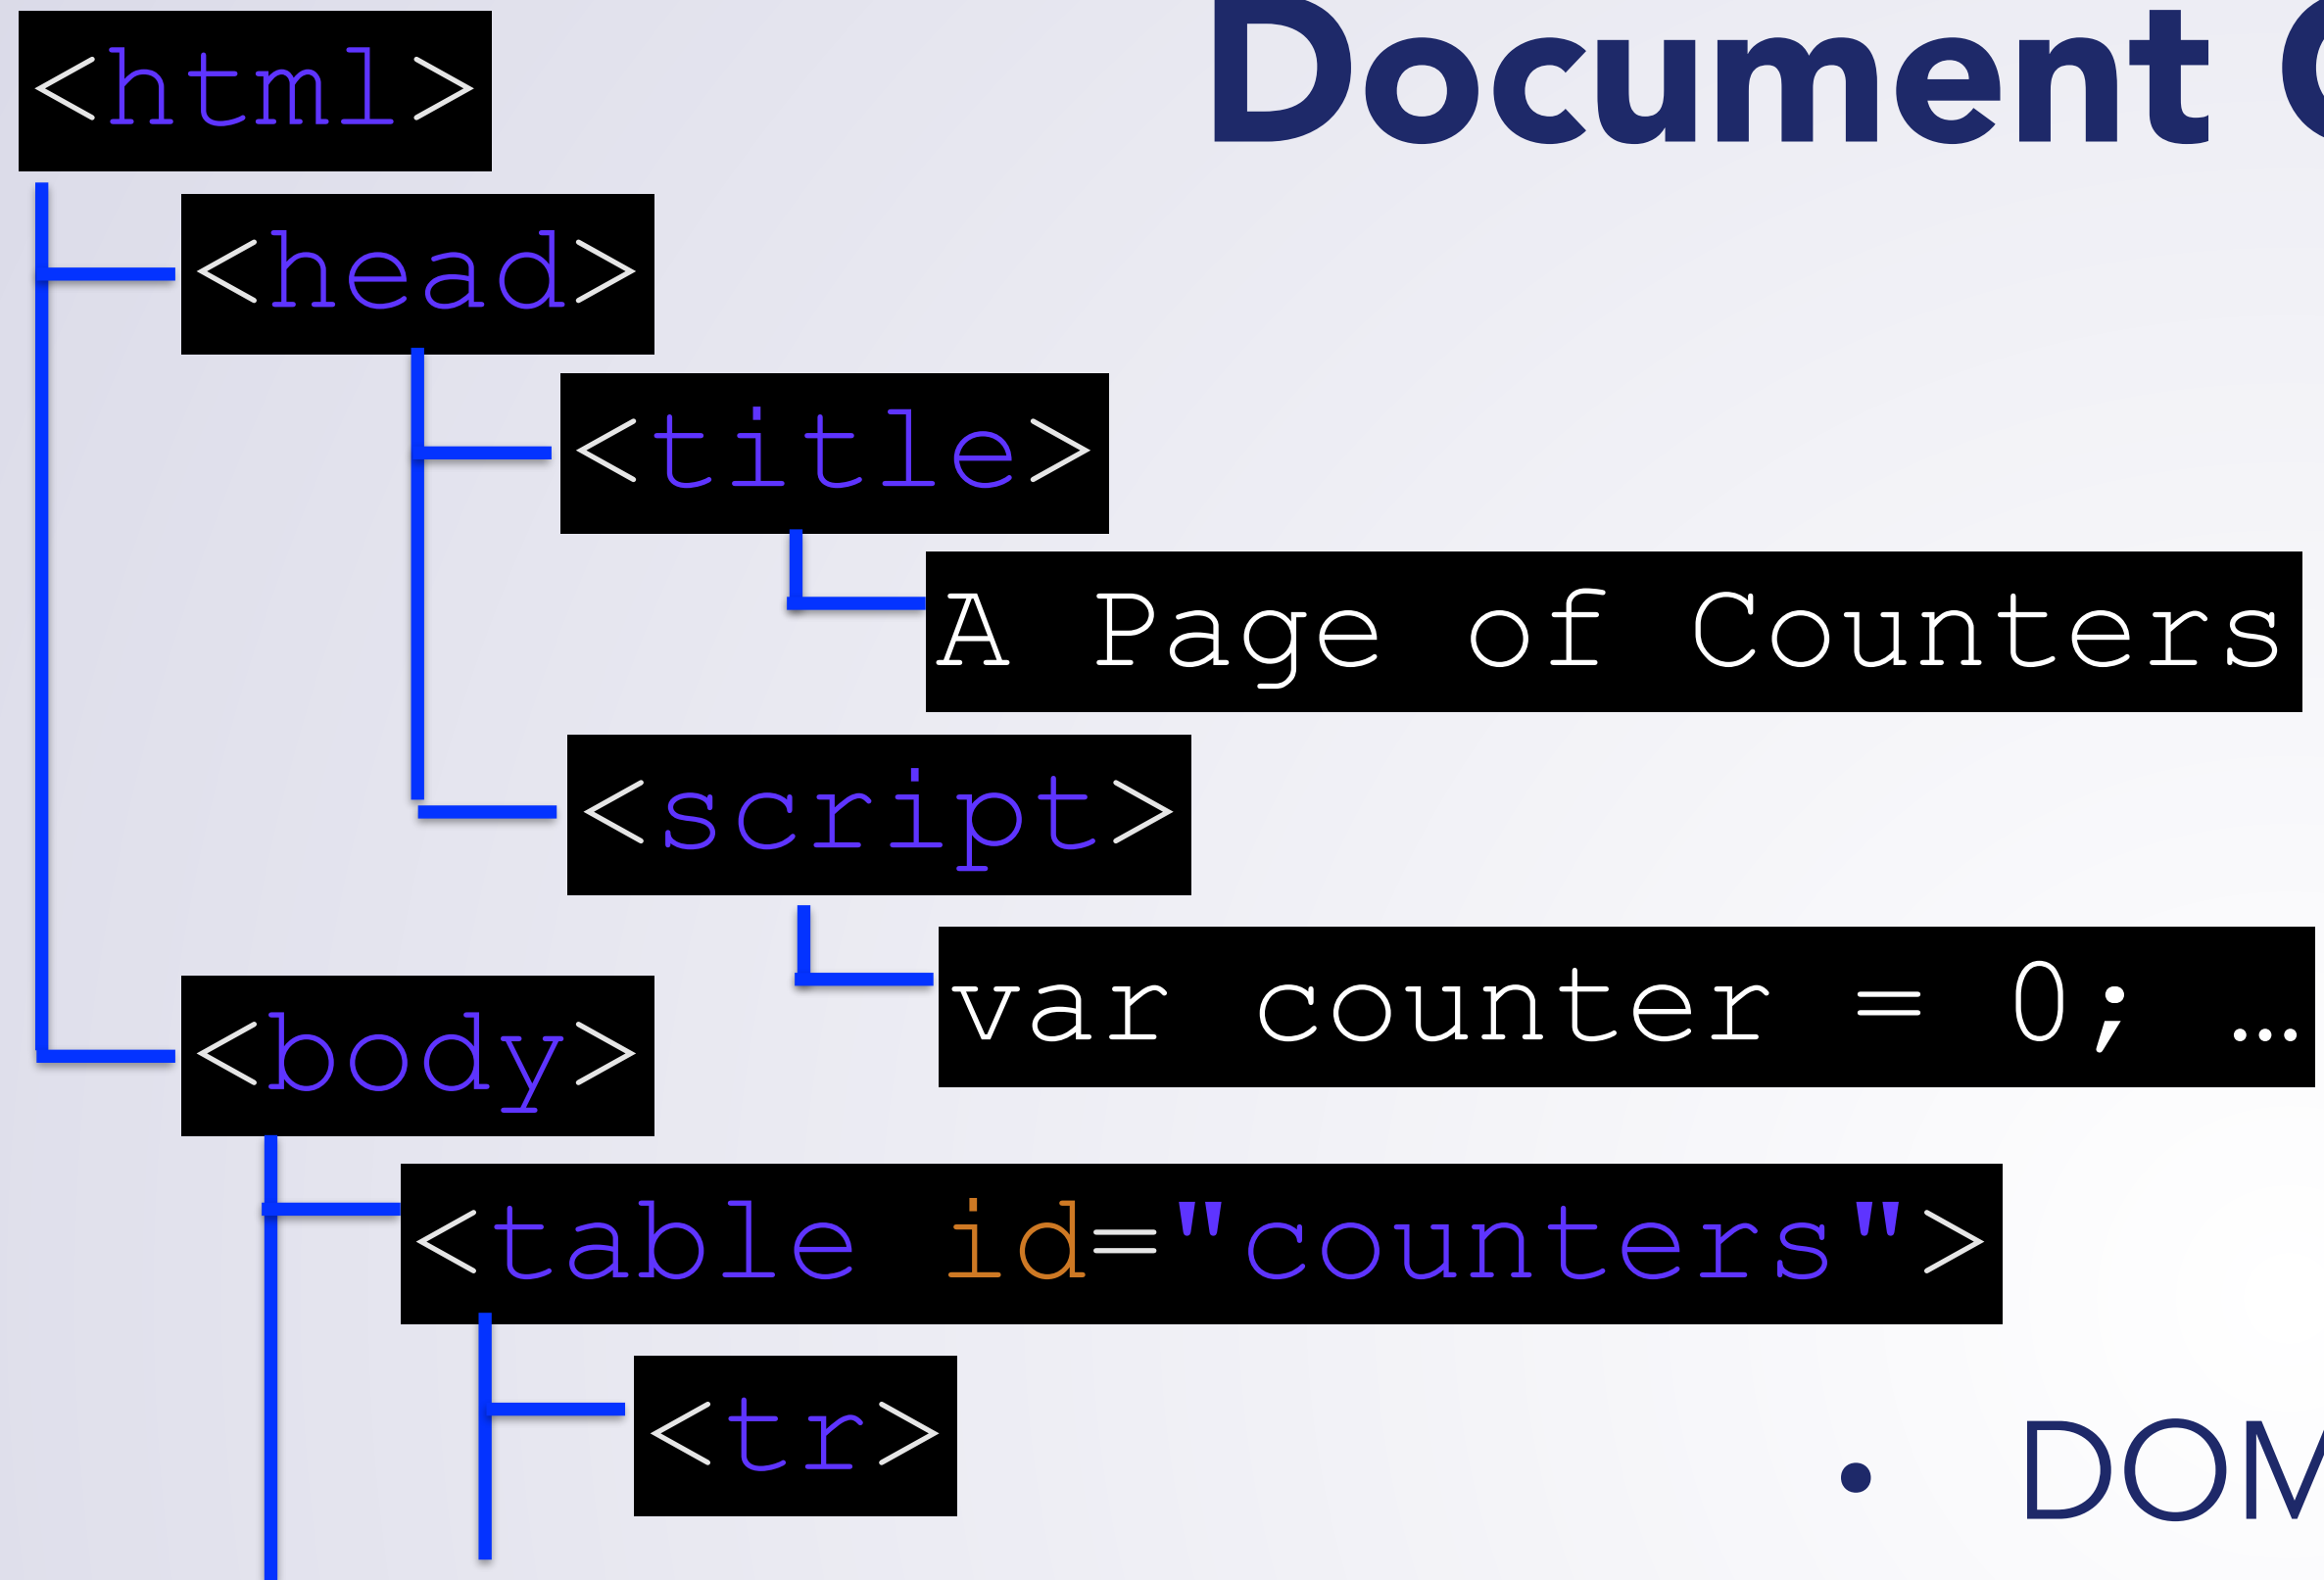 Document
<html>
<head>
<title>
A Page of Counters
<script>
var counter = 0; …
<body>
<table id="counters">
<tr>
• DOM